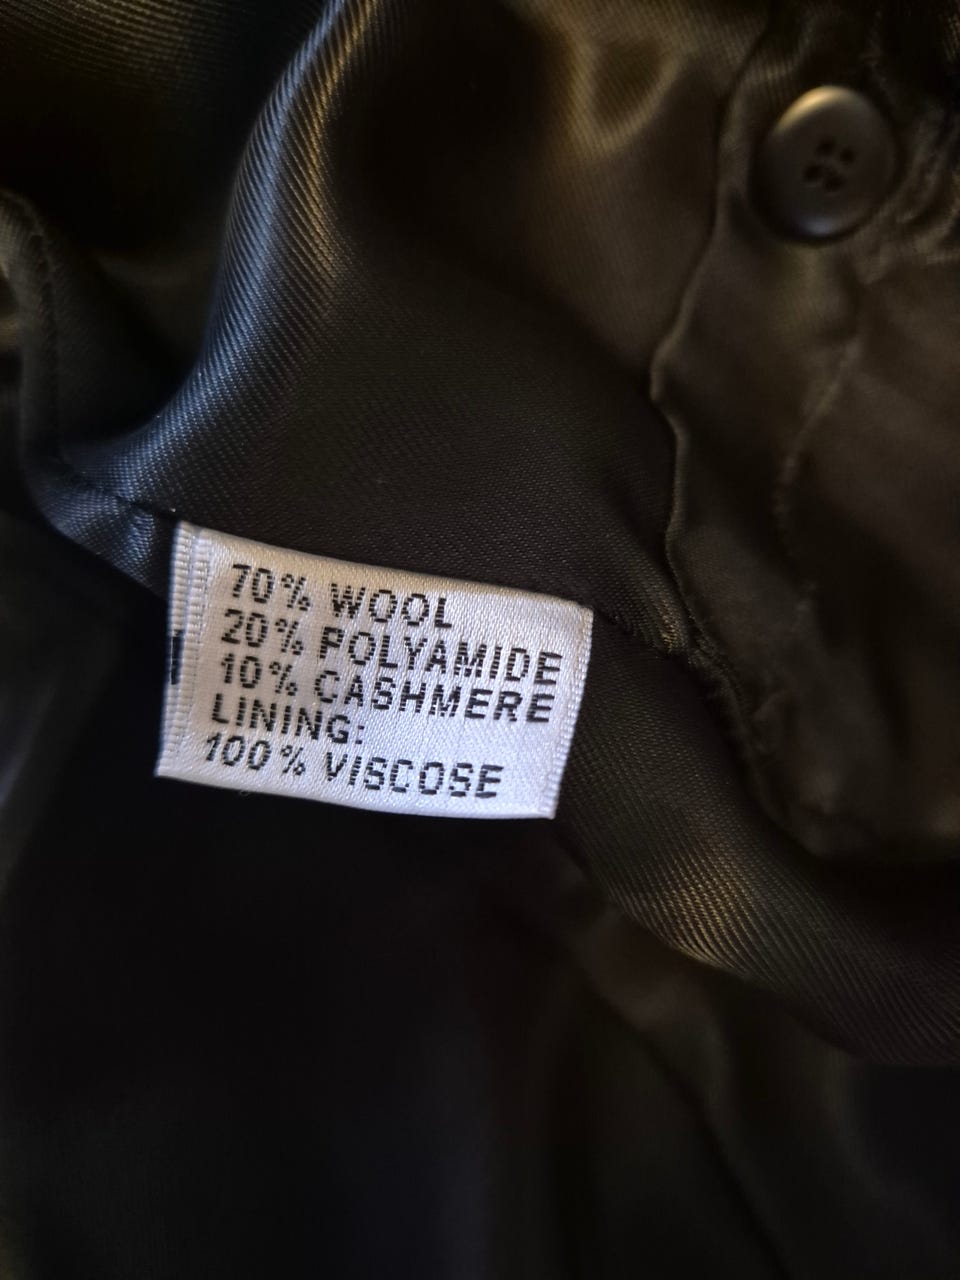 70% WOOL
20% POLYAMIDE
10% CASHMERE
LINING:
100% VISCOSE